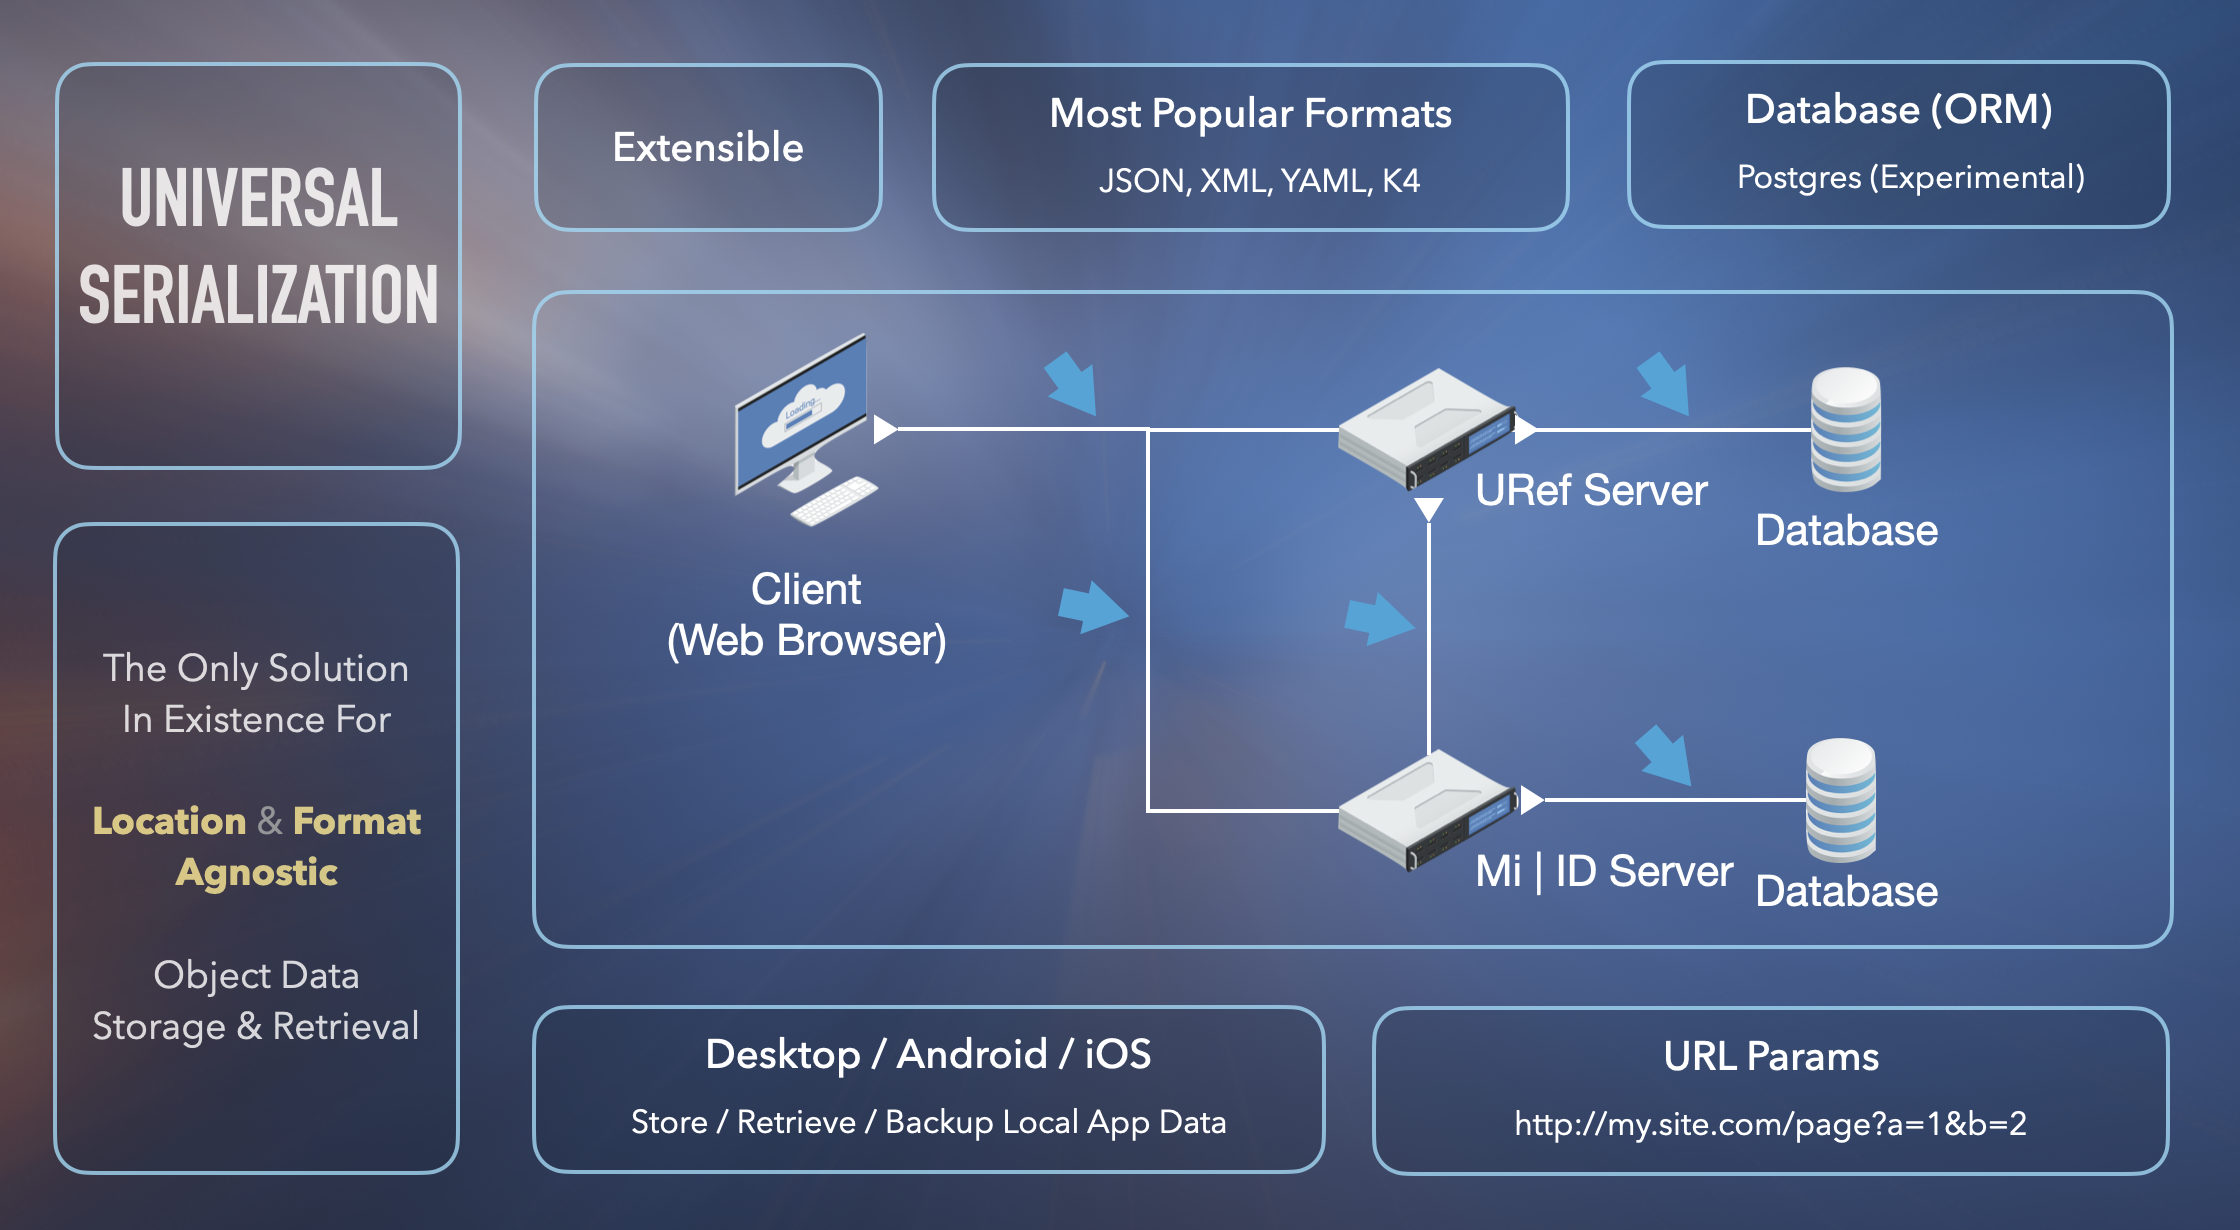 UNIVERSAL
SERIALIZATION
The Only Solution
In Existence For
Location & Format
Agnostic
Object Data
Storage & Retrieval
Extensible
Most Popular Formats
JSON, XML, YAML, K4
Database (ORM)
Postgres (Experimental)
Loading...
Client
(Web Browser)
URef Server
Database
Mi | ID Server
Database
Desktop / Android / iOS
Store / Retrieve / Backup Local App Data
URL Params
http://my.site.com/page?a=1&b=2